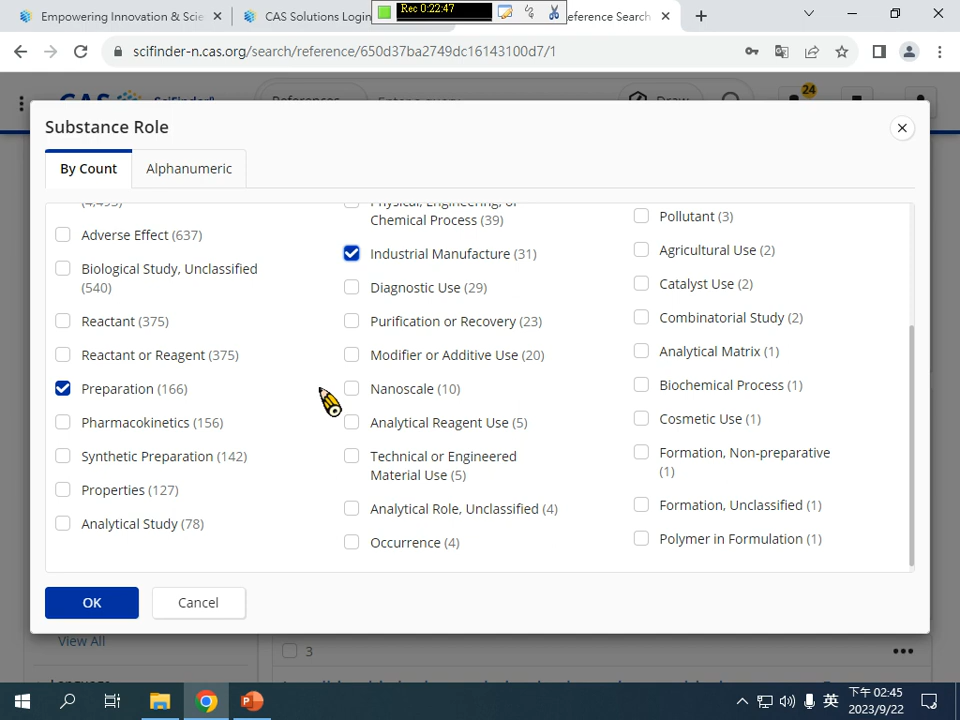 Rec 0:22:47
Empowering Innovation & Scie
CAS Solutions Login
eference Search
scifinder-n.cas.org/search/reference/650d37ba2749dc16143100d7/1
24
Substance Role
By Count
Alphanumeric
(4,493)
Adverse Effect (637)
Biological Study, Unclassified
(540)
Reactant (375)
Reactant or Reagent (375)
Preparation (166)
Pharmacokinetics (156)
Synthetic Preparation (142)
Properties (127)
Analytical Study (78)
Physical, Engineering, or
Chemical Process (39)
Industrial Manufacture (31)
Diagnostic Use (29)
Purification or Recovery (23)
Modifier or Additive Use (20)
Nanoscale (10)
Analytical Reagent Use (5)
Technical or Engineered
Material Use (5)
Analytical Role, Unclassified (4)
Occurrence (4)
Pollutant (3)
Agricultural Use (2)
Catalyst Use (2)
Combinatorial Study (2)
Analytical Matrix (1)
Biochemical Process (1)
Cosmetic Use (1)
Formation, Non-preparative
(1)
Formation, Unclassified (1)
Polymer in Formulation (1)
OK
Cancel
View All
3
英
下午 02:45
2023/9/22